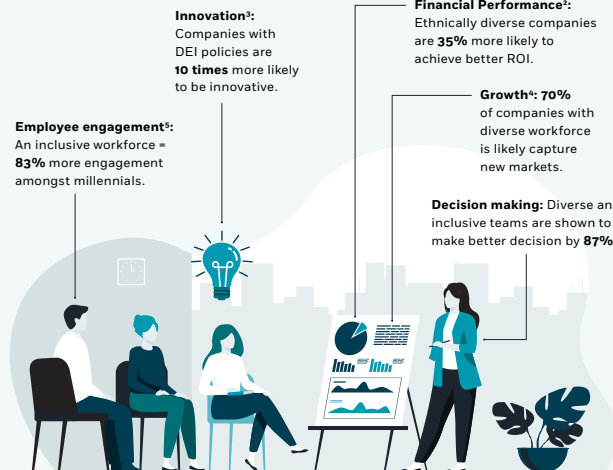 Financial Performance²:
Ethnically diverse companies
are 35% more likely to
achieve better ROI.
Innovation³:
Companies with
DEI policies are
10 times more likely
to be innovative.
Growth⁴: 70%
of companies with
diverse workforce
is likely capture
new markets.
Employee engagement⁵:
An inclusive workforce =
83% more engagement
amongst millennials.
Decision making: Diverse an
inclusive teams are shown to
make better decision by 87%